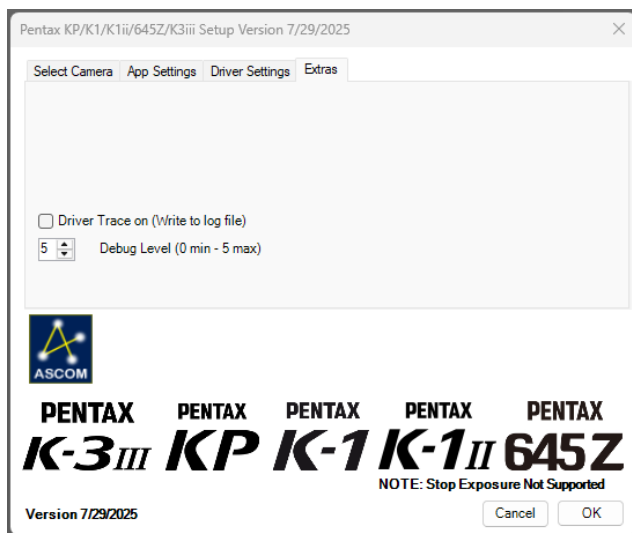 Pentax KP/K1/K1ii/645Z/K3iii Setup Version 7/29/2025
Select Camera App Settings Driver Settings Extras
Driver Trace on (Write to log file)
5 Debug Level (0 min - 5 max)
ASCOM
PENTAX PENTAX PENTAX PENTAX PENTAX
K-3III KP K-1 K-1II 645Z
NOTE: Stop Exposure Not Supported
Version 7/29/2025 Cancel OK